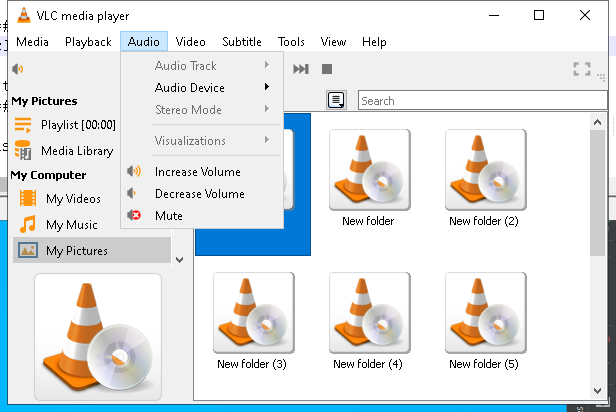 VLC media player
Media Playback Audio Video Subtitle Tools View Help
Audio Track
Audio Device
Stereo Mode
Visualizations
Increase Volume
Decrease Volume
Mute
My Pictures
Playlist [00:00]
Media Library
My Computer
My Videos
My Music
My Pictures
Search
New folder
New folder (2)
New folder (3)
New folder (4)
New folder (5)